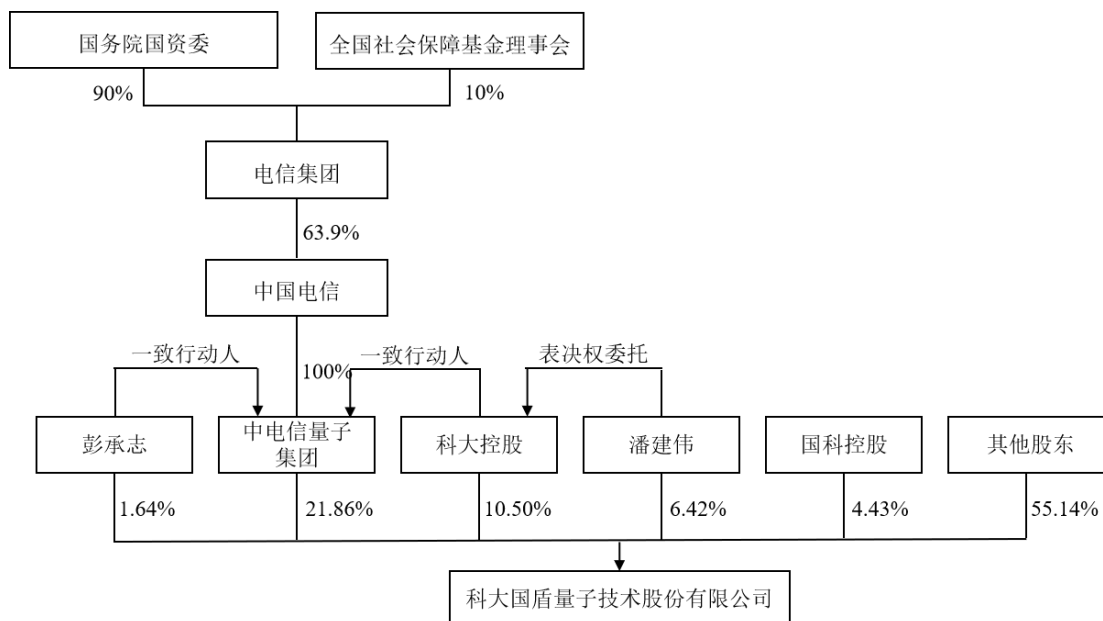 国务院国资委
全国社会保障基金理事会
90%
10%
电信集团
63.9%
中国电信
一致行动人
100%
一致行动人
表决权委托
彭承志
中电信量子
集团
科大控股
潘建伟
国科控股
其他股东
1.64%
21.86%
10.50%
6.42%
4.43%
55.14%
科大国盾量子技术股份有限公司